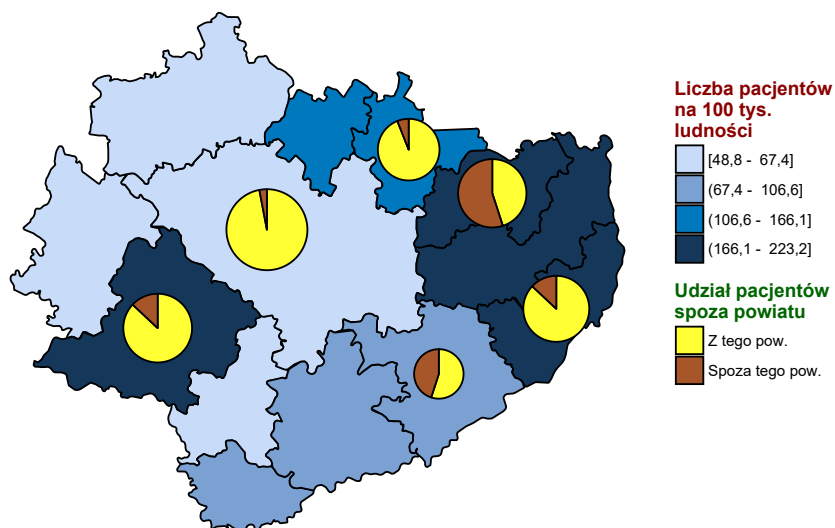 Liczba pacjentów
na 100 tys.
ludności
[48,8 - 67,4]
(67,4 - 106,6]
(106,6 - 166,1]
(166,1 - 223,2]
Udział pacjentów
spoza powiatu
Z tego pow.
Spoza tego pow.